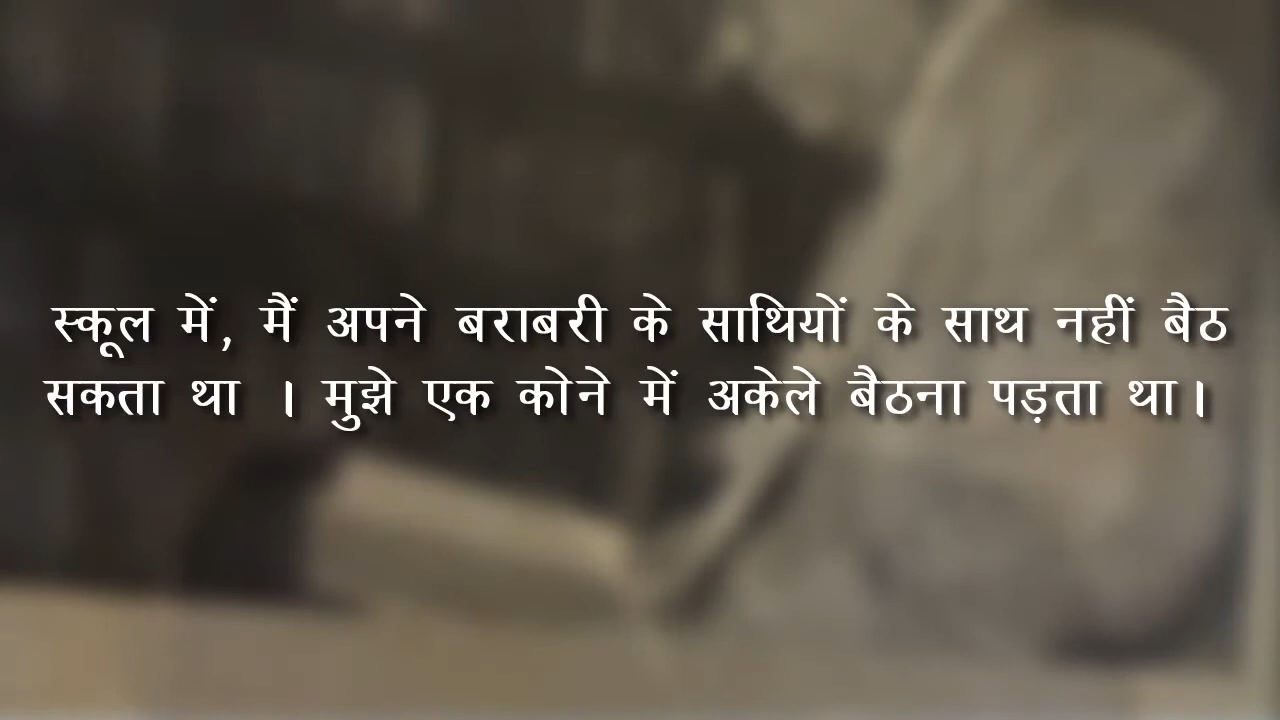 स्कूल में, मैं अपने बराबरी के साथियों के साथ नहीं बैठ
सकता था । मुझे एक कोने में अकेले बैठना पड़ता था।